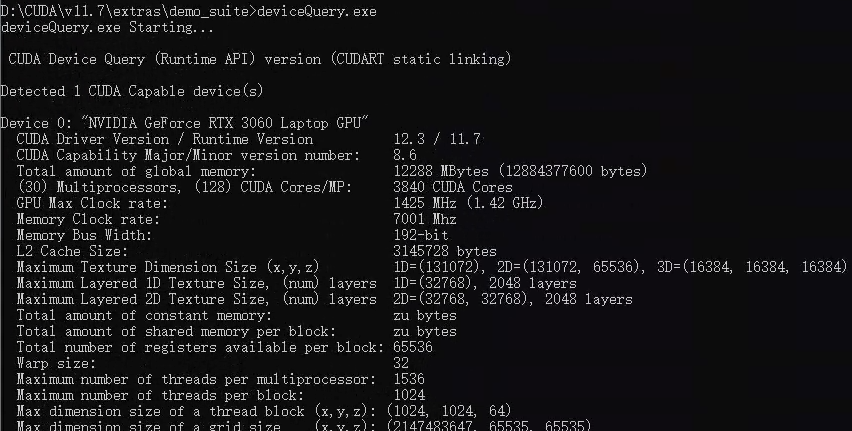 D:\CUDA\v11.7\extras\demo_suite>deviceQuery.exe
deviceQuery.exe Starting...
CUDA Device Query (Runtime API) version (CUDART static linking)
Detected 1 CUDA Capable device(s)
Device 0: "NVIDIA GeForce RTX 3060 Laptop GPU"
CUDA Driver Version / Runtime Version 12.3 / 11.7
CUDA Capability Major/Minor version number: 8.6
Total amount of global memory: 12288 MBytes (12884377600 bytes)
(30) Multiprocessors, (128) CUDA Cores/MP: 3840 CUDA Cores
GPU Max Clock rate: 1425 MHz (1.42 GHz)
Memory Clock rate: 7001 Mhz
Memory Bus Width: 192-bit
L2 Cache Size: 3145728 bytes
Maximum Texture Dimension Size (x,y,z) 1D=(131072), 2D=(131072, 65536), 3D=(16384, 16384, 16384)
Maximum Layered 1D Texture Size, (num) layers 1D=(32768), 2048 layers
Maximum Layered 2D Texture Size, (num) layers 2D=(32768, 32768), 2048 layers
Total amount of constant memory: zu bytes
Total amount of shared memory per block: zu bytes
Total number of registers available per block: 65536
Warp size: 32
Maximum number of threads per multiprocessor: 1536
Maximum number of threads per block: 1024
Max dimension size of a thread block (x,y,z): (1024, 1024, 64)
Max dimension size of a grid size (x,y,z): (2147483647, 65535, 65535)